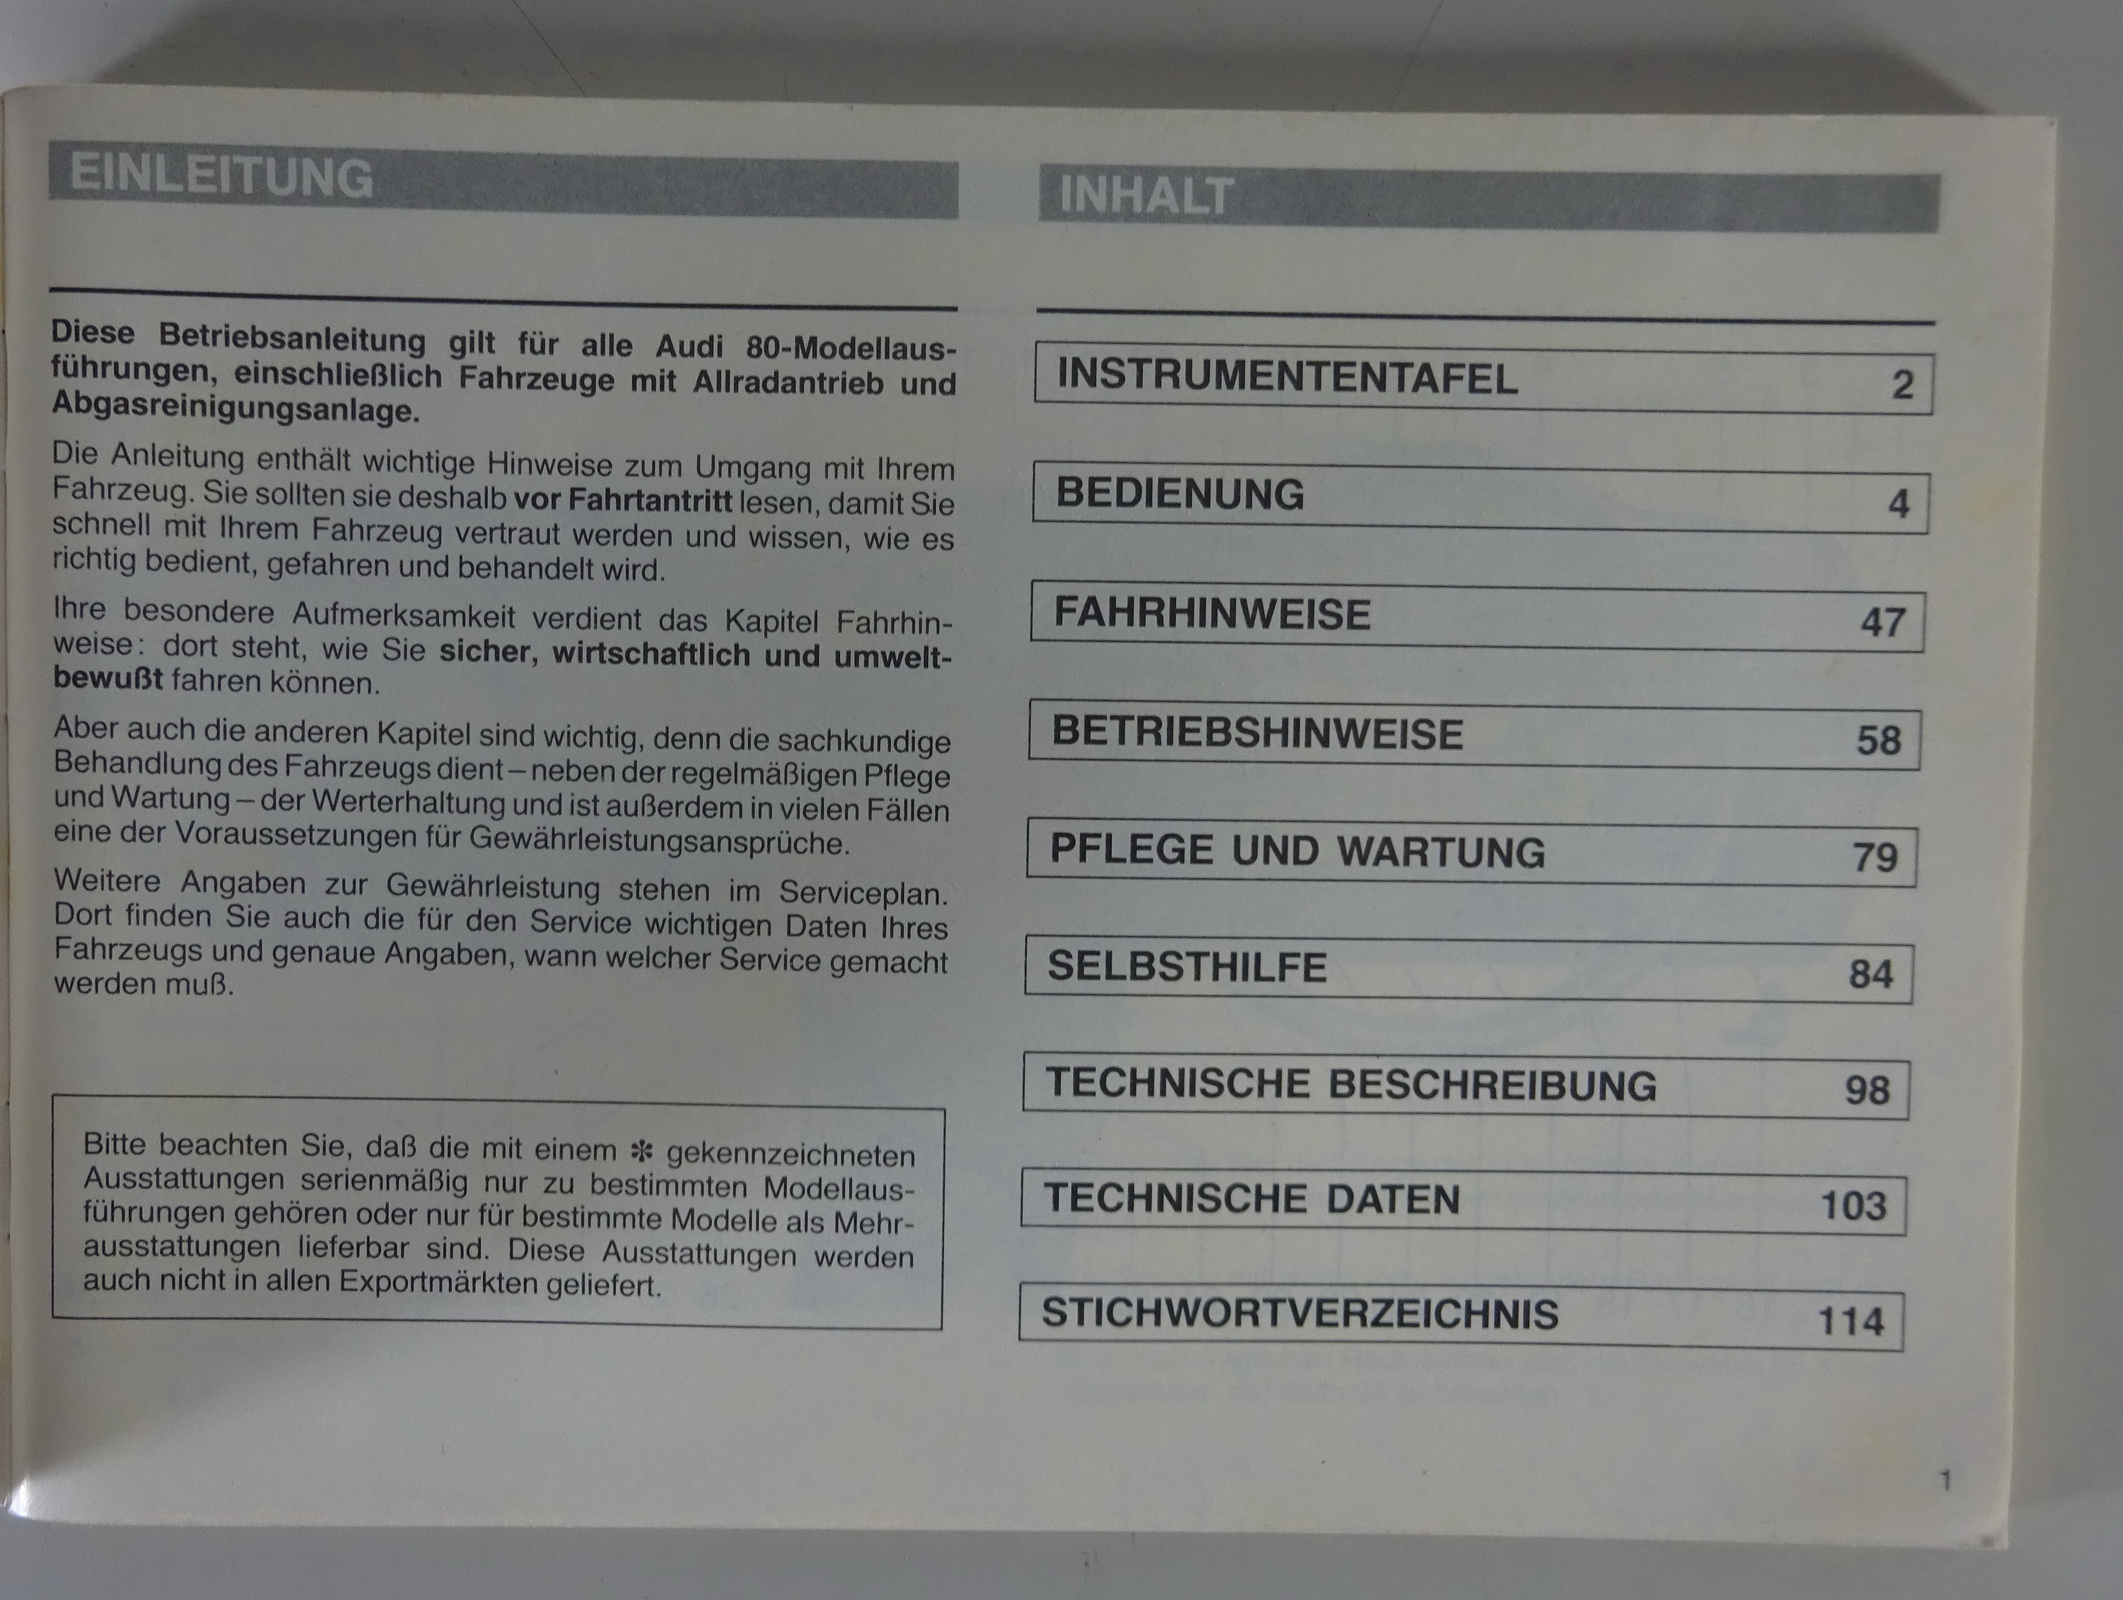 EINLEITUNG
Diese Betriebsanleitung gilt für alle Audi 80-Modellaus-
führungen, einschließlich Fahrzeuge mit Allradantrieb und
Abgasreinigungsanlage.
Die Anleitung enthält wichtige Hinweise zum Umgang mit Ihrem
Fahrzeug. Sie sollten sie deshalb vor Fahrtantritt lesen, damit Sie
schnell mit Ihrem Fahrzeug vertraut werden und wissen, wie es
richtig bedient, gefahren und behandelt wird.
Ihre besondere Aufmerksamkeit verdient das Kapitel Fahrhin-
weise: dort steht, wie Sie sicher, wirtschaftlich und umwelt-
bewußt fahren können.
Aber auch die anderen Kapitel sind wichtig, denn die sachkundige
Behandlung des Fahrzeugs dient – neben der regelmäßigen Pflege
und Wartung – der Werterhaltung und ist außerdem in vielen Fällen
eine der Voraussetzungen für Gewährleistungsansprüche.
Weitere Angaben zur Gewährleistung stehen im Serviceplan.
Dort finden Sie auch die für den Service wichtigen Daten Ihres
Fahrzeugs und genaue Angaben, wann welcher Service gemacht
werden muß.
Bitte beachten Sie, daß die mit einem ✻ gekennzeichneten
Ausstattungen serienmäßig nur zu bestimmten Modellaus-
führungen gehören oder nur für bestimmte Modelle als Mehr-
ausstattungen lieferbar sind. Diese Ausstattungen werden
auch nicht in allen Exportmärkten geliefert.
INHALT
INSTRUMENTENTAFEL 2
BEDIENUNG 4
FAHRHINWEISE 47
BETRIEBSHINWEISE 58
PFLEGE UND WARTUNG 79
SELBSTHILFE 84
TECHNISCHE BESCHREIBUNG 98
TECHNISCHE DATEN 103
STICHWORTVERZEICHNIS 114
1